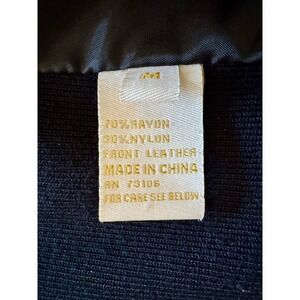 70% RAYON
30% NYLON
FRONT LEATHER
MADE IN CHINA
RN 73106
FOR CARE SEE BELOW